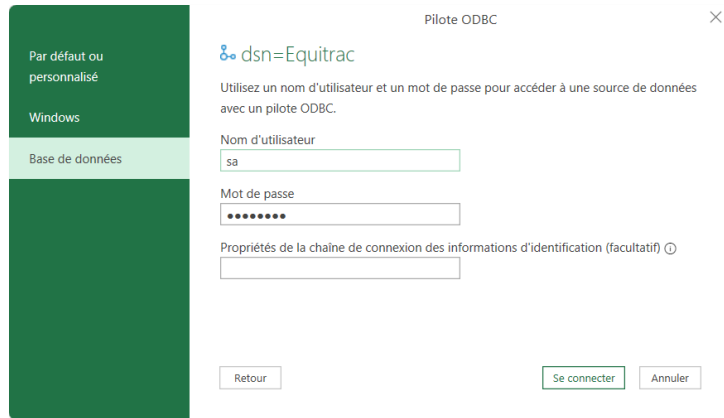 Pilote ODBC
Par défaut ou
personnalisé
Windows
Base de données
dsn=Equitrac
Utilisez un nom d'utilisateur et un mot de passe pour accéder à une source de données
avec un pilote ODBC.
Nom d'utilisateur
sa
Mot de passe
••••••••
Propriétés de la chaîne de connexion des informations d'identification (facultatif)
Retour
Se connecter
Annuler